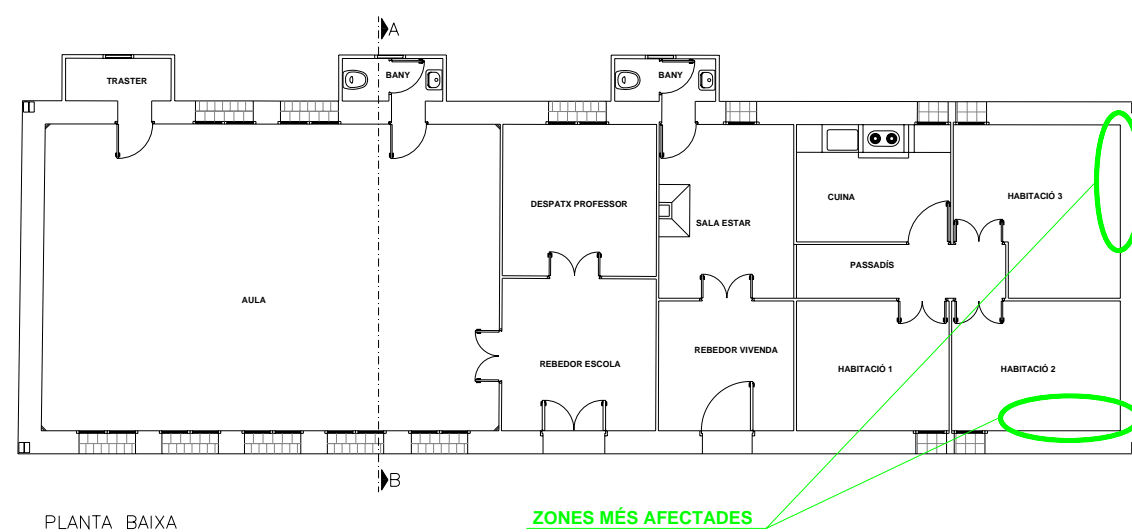 A
TRASTER
BANY
BANY
DESPATX PROFESSOR
CUINA
HABITACIÓ 3
SALA ESTAR
PASSADÍS
AULA
REBEDOR ESCOLA
REBEDOR VIVENDA
HABITACIÓ 1
HABITACIÓ 2
B
PLANTA BAIXA
ZONES MÉS AFECTADES